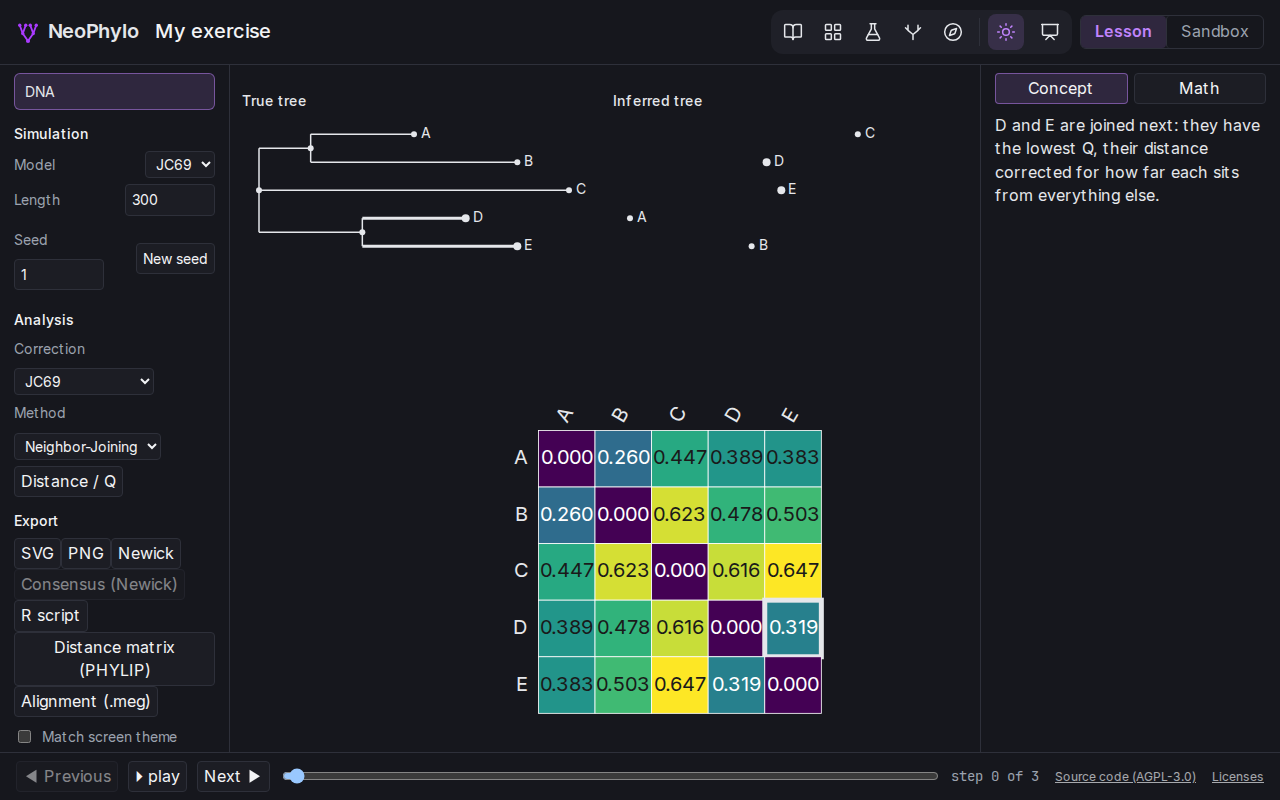 NeoPhylo My exercise
Lesson Sandbox
DNA
Simulation
Model JC69
Length 300
Seed
1 New seed
Analysis
Correction
JC69
Method
Neighbor-Joining
Distance / Q
Export
SVG PNG Newick
Consensus (Newick)
R script
Distance matrix
(PHYLIP)
Alignment (.meg)
Match screen theme
True tree
A
B
C
D
E
Inferred tree
C
D
E
A
B
A B C D E
A 0.000 0.260 0.447 0.389 0.383
B 0.260 0.000 0.623 0.478 0.503
C 0.447 0.623 0.000 0.616 0.647
D 0.389 0.478 0.616 0.000 0.319
E 0.383 0.503 0.647 0.319 0.000
Concept Math
D and E are joined next: they have
the lowest Q, their distance
corrected for how far each sits
from everything else.
Previous play Next step 0 of 3 Source code (AGPL-3.0) Licenses